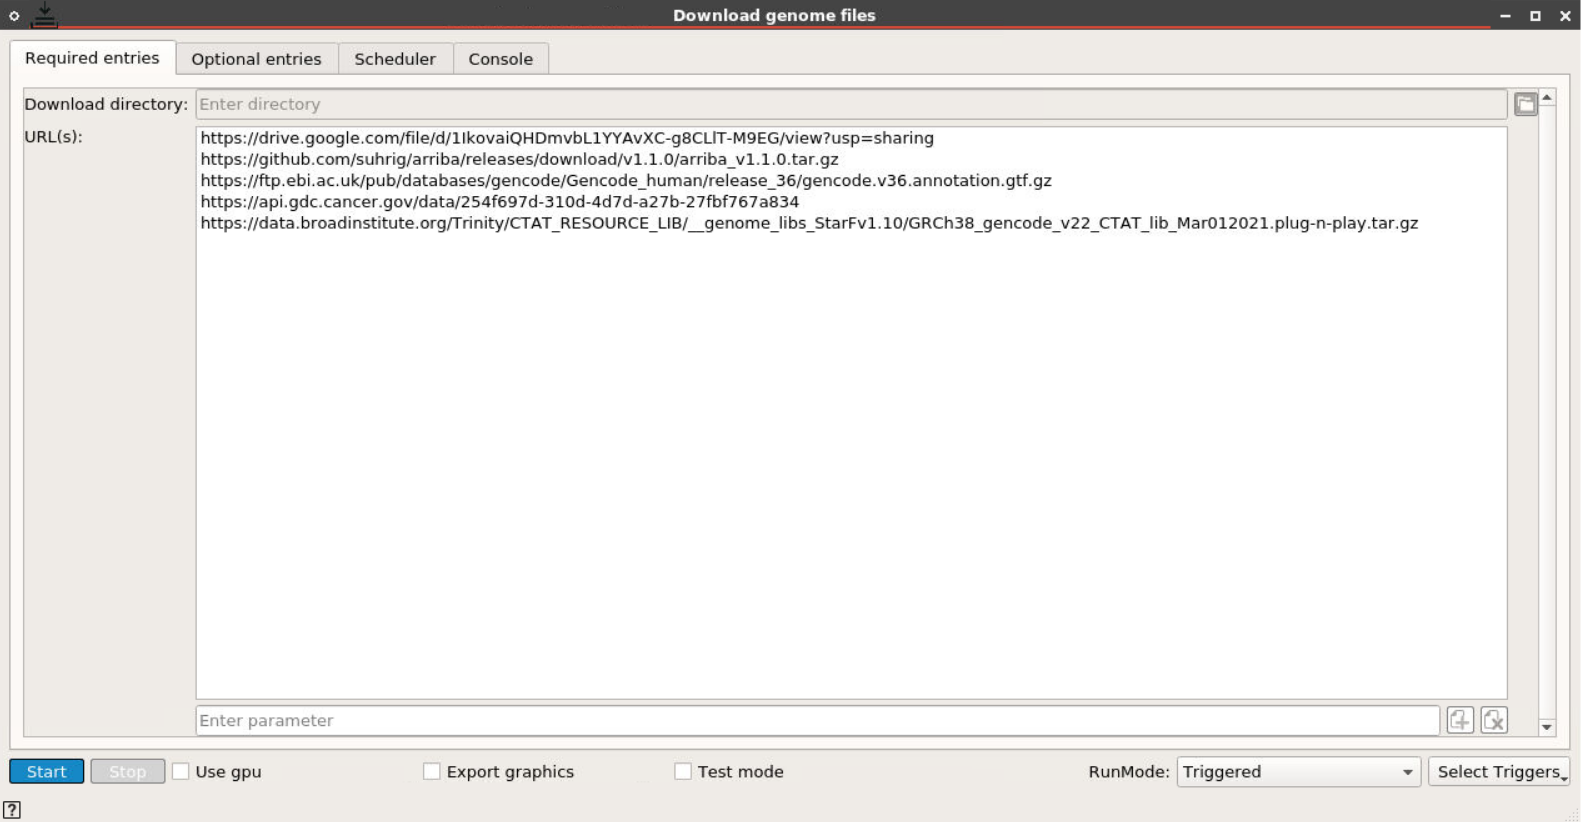 Download genome files
Required entries Optional entries Scheduler Console
Download directory: Enter directory
URL(s):
https://drive.google.com/file/d/1IkovaiQHDmvbL1YYAvXC-g8CLlT-M9EG/view?usp=sharing
https://github.com/suhrig/arriba/releases/download/v1.1.0/arriba_v1.1.0.tar.gz
https://ftp.ebi.ac.uk/pub/databases/gencode/Gencode_human/release_36/gencode.v36.annotation.gtf.gz
https://api.gdc.cancer.gov/data/254f697d-310d-4d7d-a27b-27fbf767a834
https://data.broadinstitute.org/Trinity/CTAT_RESOURCE_LIB/__genome_libs_StarFv1.10/GRCh38_gencode_v22_CTAT_lib_Mar012021.plug-n-play.tar.gz
Enter parameter
Start Stop Use gpu Export graphics Test mode RunMode: Triggered Select Triggers
?